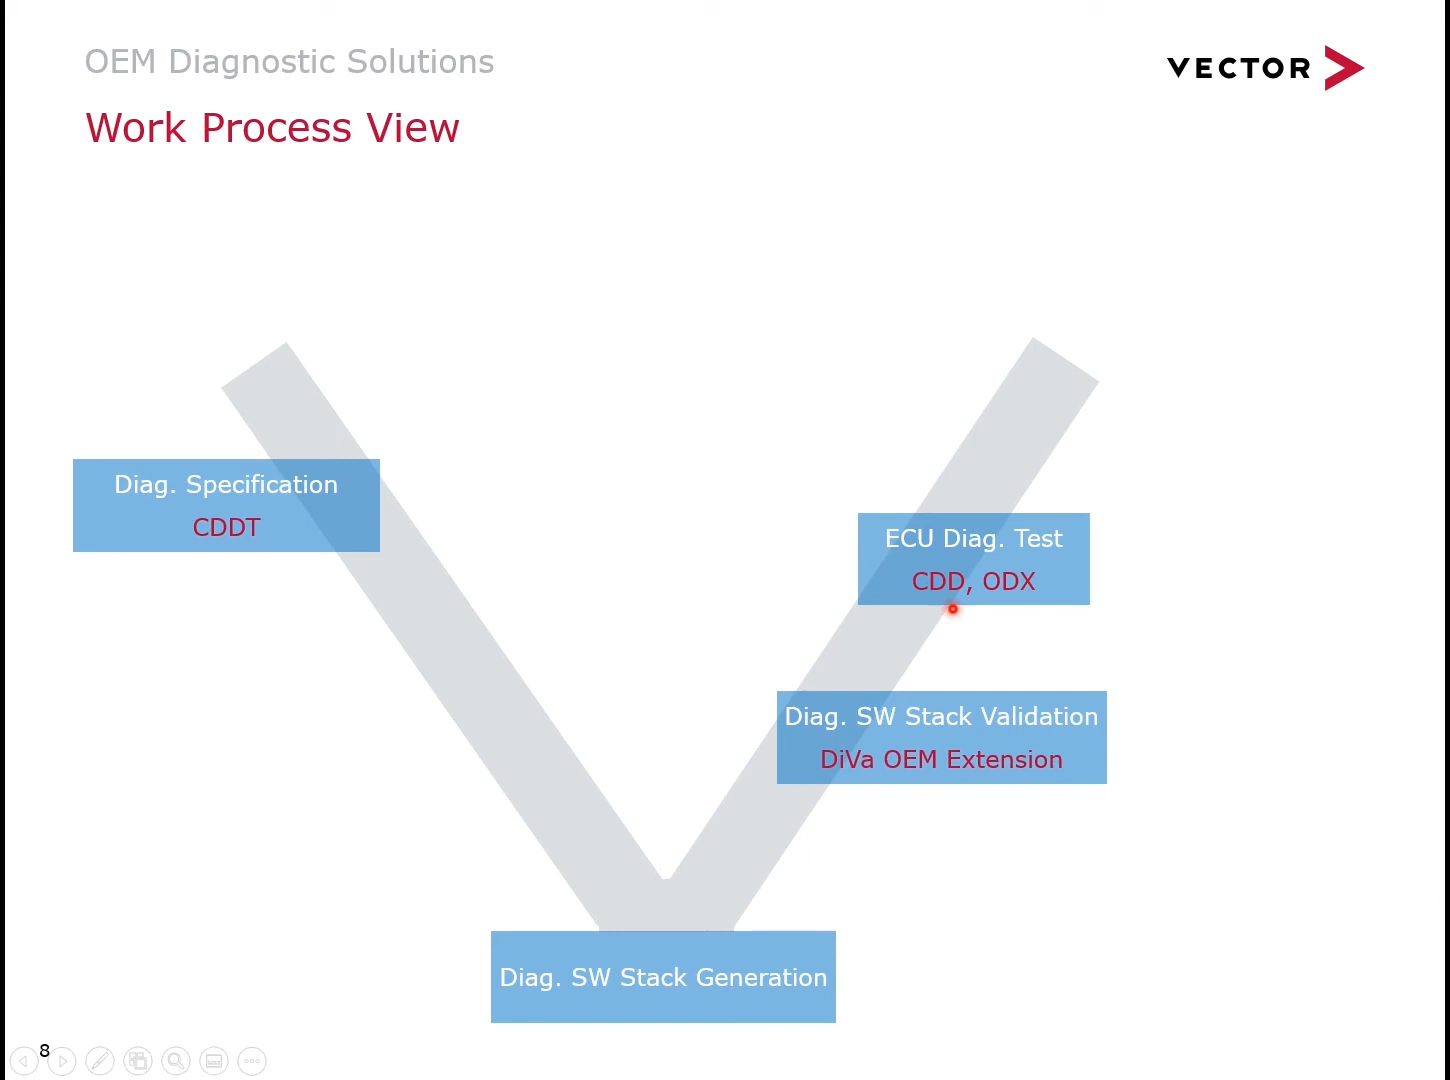 OEM Diagnostic Solutions
VECTOR
Work Process View
Diag. Specification
CDDT
ECU Diag. Test
CDD, ODX
Diag. SW Stack Validation
DiVa OEM Extension
Diag. SW Stack Generation
8